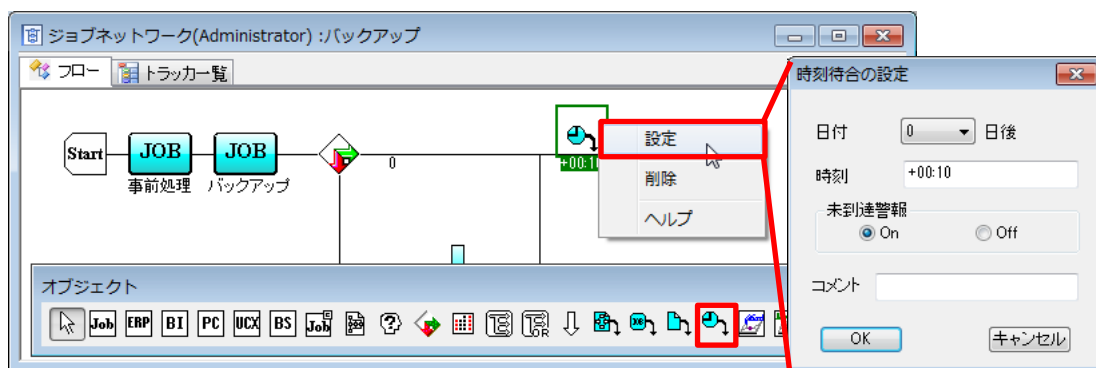 ジョブネットワーク(Administrator) :バックアップ
フロー
トラッカ一覧
Start
JOB
JOB
0
+00:10
事前処理
バックアップ
設定
削除
ヘルプ
オブジェクト
Job
ERP
BI
PC
UCX
BS
Job
OR
時刻待合の設定
日付
0
日後
時刻
+00:10
未到達警報
On
Off
コメント
OK
キャンセル